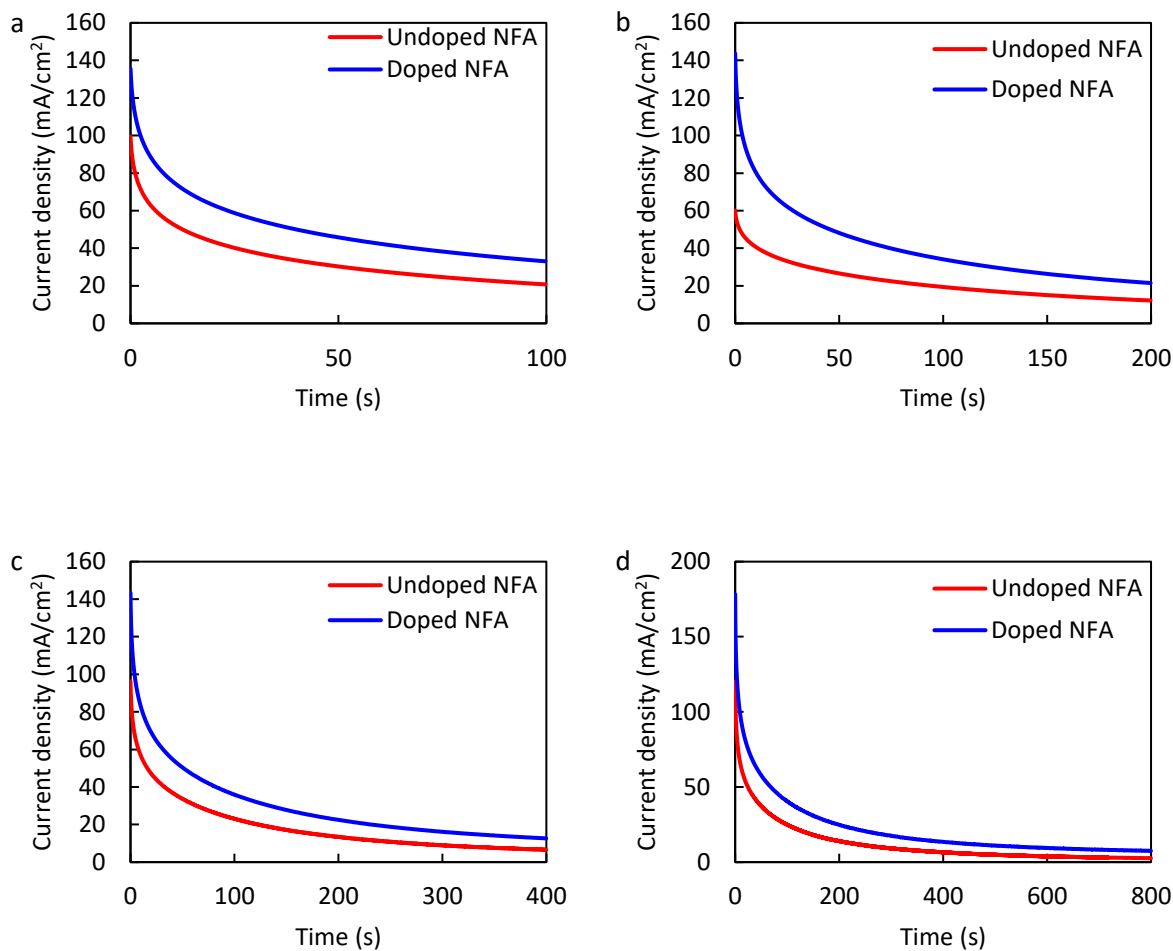 a
160
140
120
100
80
60
40
20
0
Current density (mA/cm²)
Undoped NFA
Doped NFA
0 50 100
Time (s)
b
160
140
120
100
80
60
40
20
0
Current density (mA/cm²)
Undoped NFA
Doped NFA
0 50 100 150 200
Time (s)
c
160
140
120
100
80
60
40
20
0
Current density (mA/cm²)
Undoped NFA
Doped NFA
0 100 200 300 400
Time (s)
d
200
150
100
50
0
Current density (mA/cm²)
Undoped NFA
Doped NFA
0 200 400 600 800
Time (s)